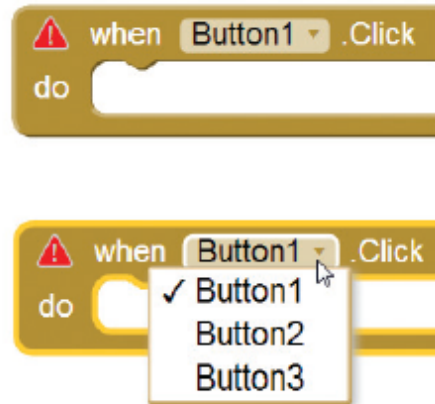 when Button1 .Click
do
when Button1 .Click
do
✓ Button1
Button2
Button3